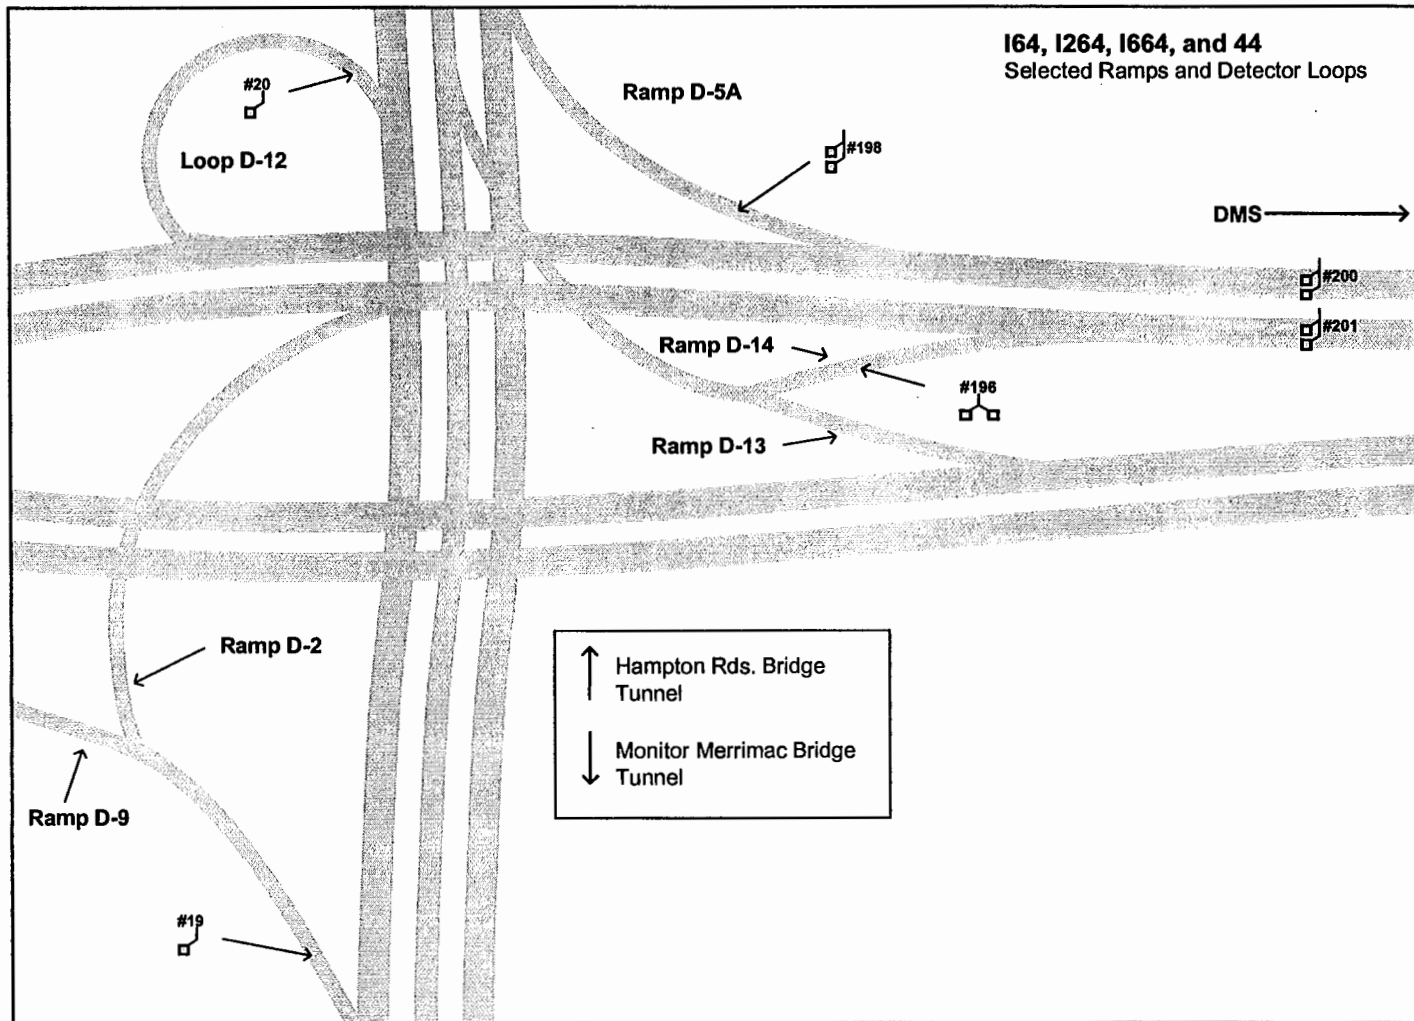 I64, I264, I664, and 44
Selected Ramps and Detector Loops
#20
Ramp D-5A
#198
Loop D-12
DMS
#200
#201
Ramp D-14
#196
Ramp D-13
Ramp D-2
Hampton Rds. Bridge
Tunnel
Monitor Merrimac Bridge
Tunnel
Ramp D-9
#19